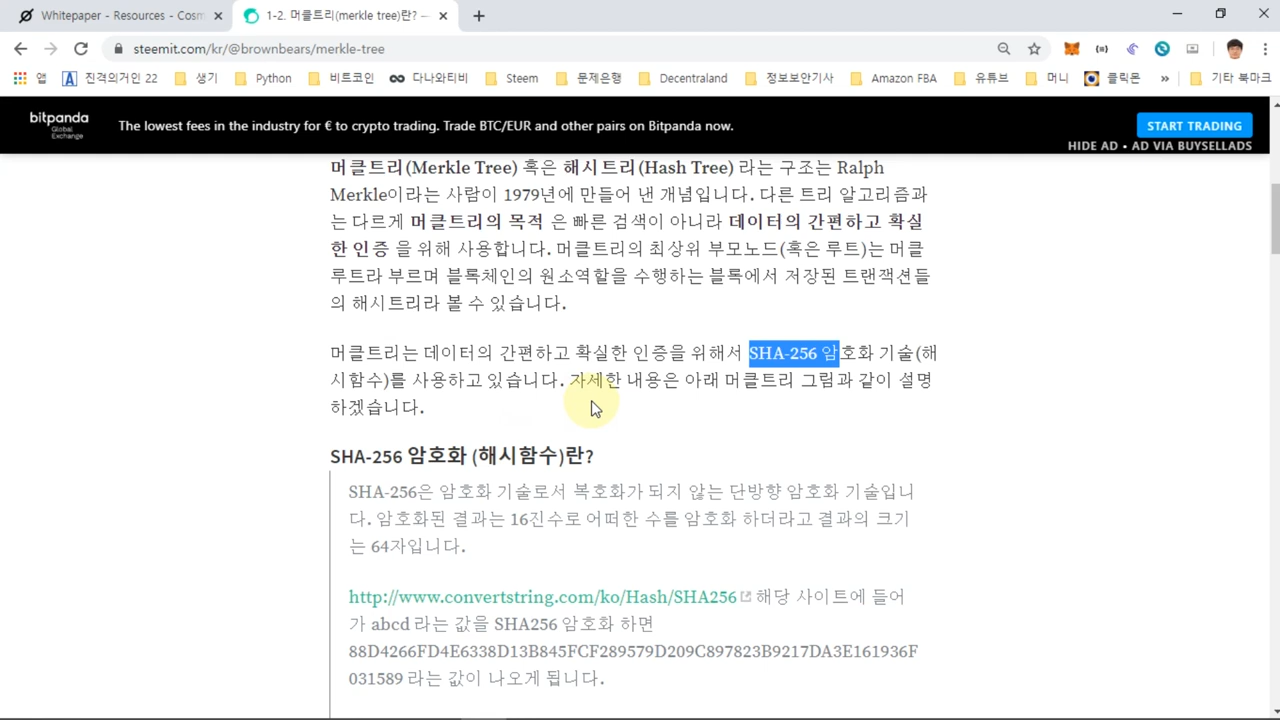 Whitepaper - Resources - Cosm
1-2. 머클트리(merkle tree)란? —
steemit.com/kr/@brownbears/merkle-tree
앱
진격의거인 22
생기
Python
비트코인
다나와티비
Steem
문제은행
Decentraland
정보보안기사
Amazon FBA
유튜브
머니
클릭몬
»
기타 북마크
bitpanda
Global
Exchange
The lowest fees in the industry for € to crypto trading. Trade BTC/EUR and other pairs on Bitpanda now.
START TRADING
HIDE AD • AD VIA BUYSELLADS
머클트리(Merkle Tree) 혹은 해시트리(Hash Tree) 라는 구조는 Ralph
Merkle이라는 사람이 1979년에 만들어 낸 개념입니다. 다른 트리 알고리즘과
는 다르게 머클트리의 목적 은 빠른 검색이 아니라 데이터의 간편하고 확실
한 인증 을 위해 사용합니다. 머클트리의 최상위 부모노드(혹은 루트)는 머클
루트라 부르며 블록체인의 원소역할을 수행하는 블록에서 저장된 트랜잭션들
의 해시트리라 볼 수 있습니다.
머클트리는 데이터의 간편하고 확실한 인증을 위해서 SHA-256 암호화 기술(해
시함수)를 사용하고 있습니다. 자세한 내용은 아래 머클트리 그림과 같이 설명
하겠습니다.
SHA-256 암호화 (해시함수)란?
SHA-256은 암호화 기술로서 복호화가 되지 않는 단방향 암호화 기술입니
다. 암호화된 결과는 16진수로 어떠한 수를 암호화 하더라고 결과의 크기
는 64자입니다.
http://www.convertstring.com/ko/Hash/SHA256 해당 사이트에 들어
가 abcd 라는 값을 SHA256 암호화 하면
88D4266FD4E6338D13B845FCF289579D209C897823B9217DA3E161936F
031589 라는 값이 나오게 됩니다.